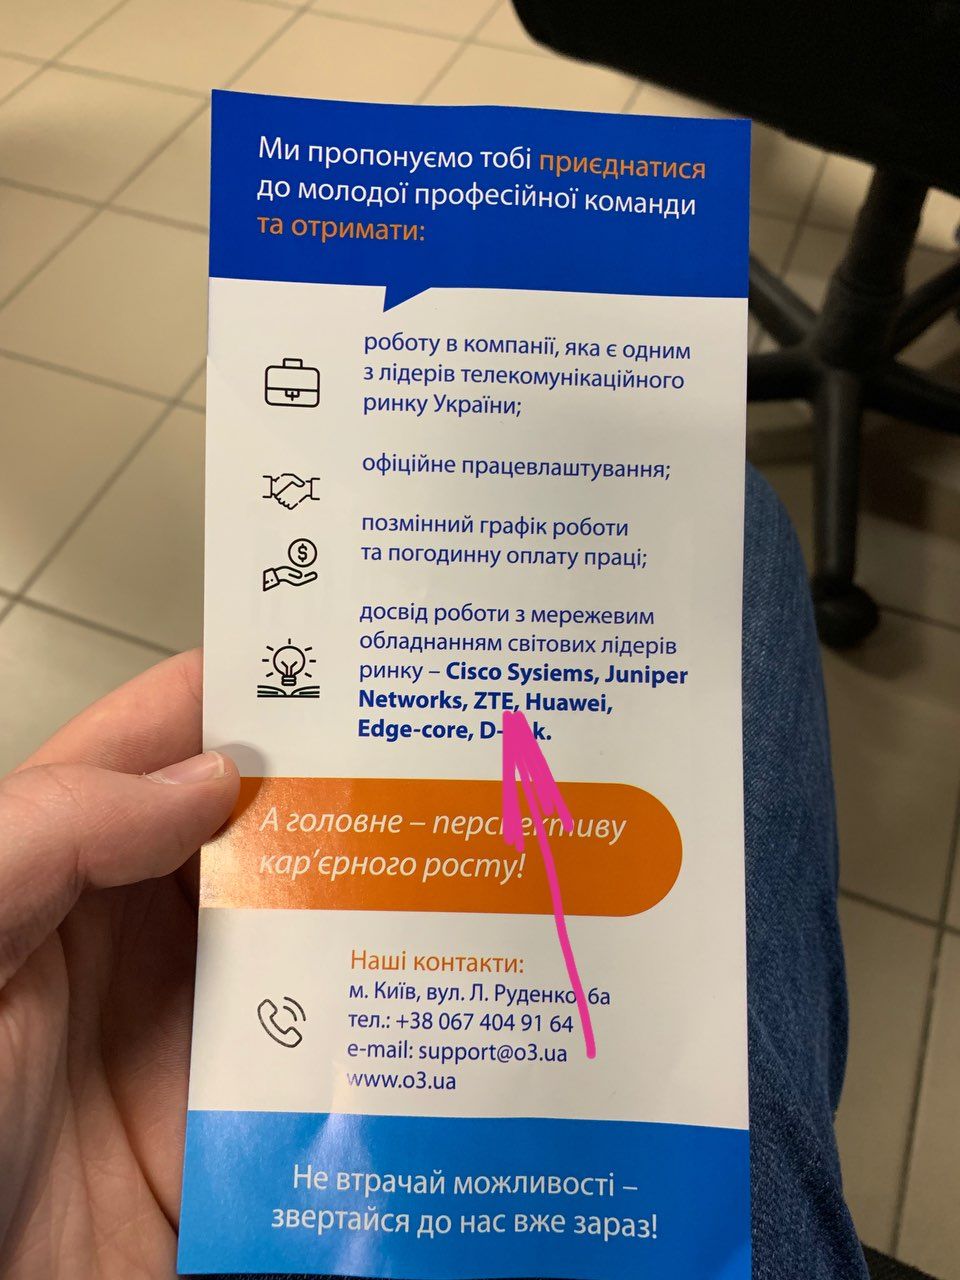 Ми пропонуємо тобі приєднатися
до молодої професійної команди
та отримати:
роботу в компанії, яка є одним
з лідерів телекомунікаційного
ринку України;
офіційне працевлаштування;
позмінний графік роботи
та погодинну оплату праці;
досвід роботи з мережевим
обладнанням світових лідерів
ринку – Cisco Sysiems, Juniper
Networks, ZTE, Huawei,
Edge-core,
А головне – перспективу
кар’єрного росту!
Наші контакти:
м. Київ, вул. Л. Руденко, 6а
тел.: +38 067 404 91 64
e-mail: support@o3.ua
www.o3.ua
Не втрачай можливості –
звертайся до нас вже зараз!